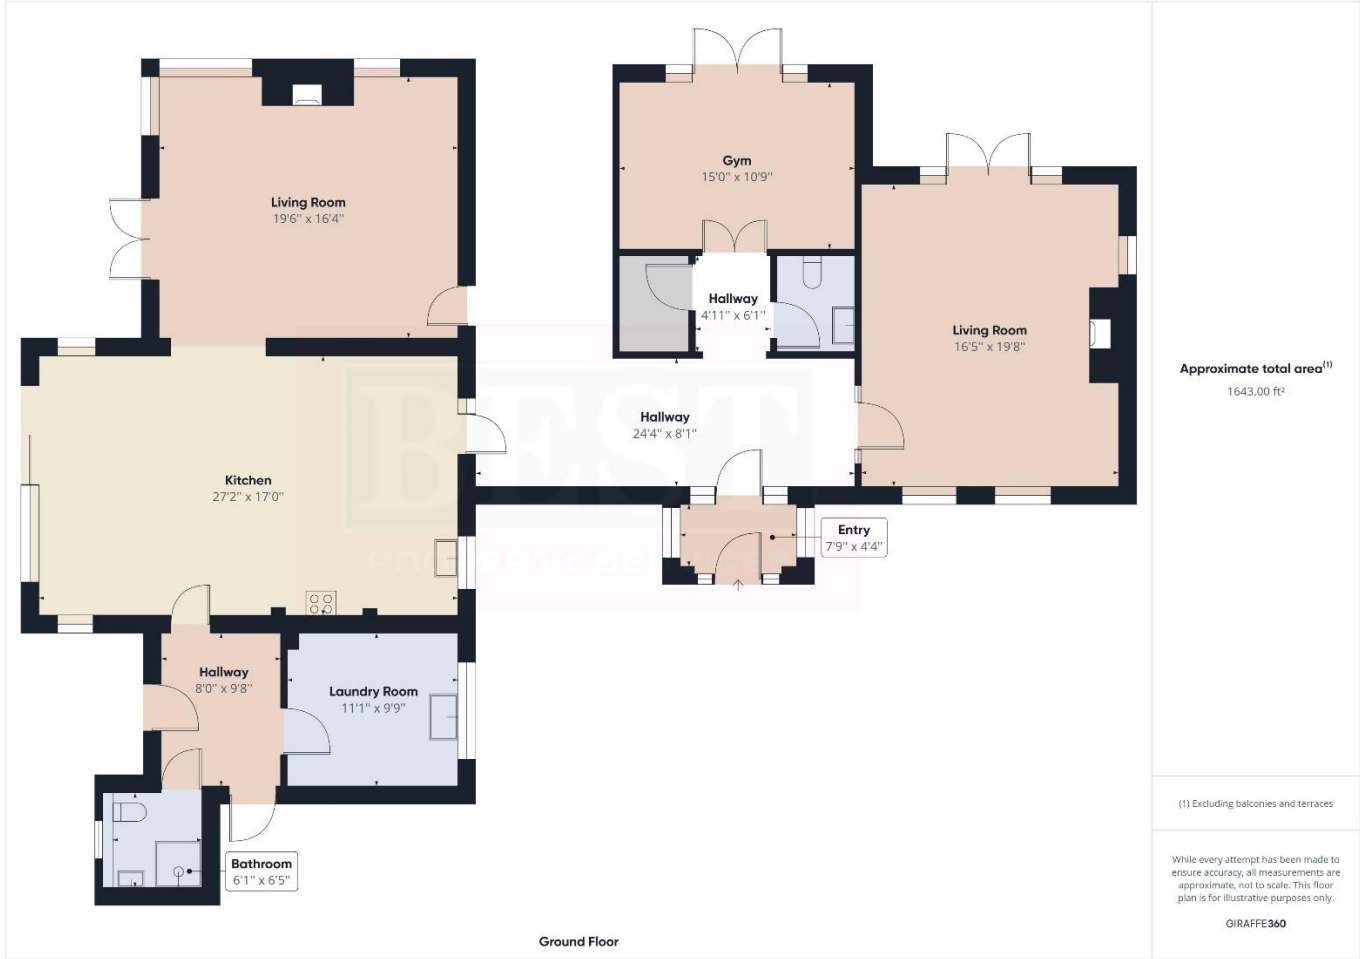 Gym
15'0" x 10'9"
Living Room
19'6" x 16'4"
Hallway
4'11" x 6'1"
Living Room
16'5" x 19'8"
Hallway
24'4" x 8'1"
Kitchen
27'2" x 17'0"
Entry
7'9" x 4'4"
Hallway
8'0" x 9'8"
Laundry Room
11'1" x 9'9"
Bathroom
6'1" x 6'5"
Ground Floor
BEST
PROPERTY SERVICES
Approximate total area(1)
1643.00 ft²
(1) Excluding balconies and terraces
While every attempt has been made to
ensure accuracy, all measurements are
approximate, not to scale. This floor
plan is for illustrative purposes only.
GIRAFFE360